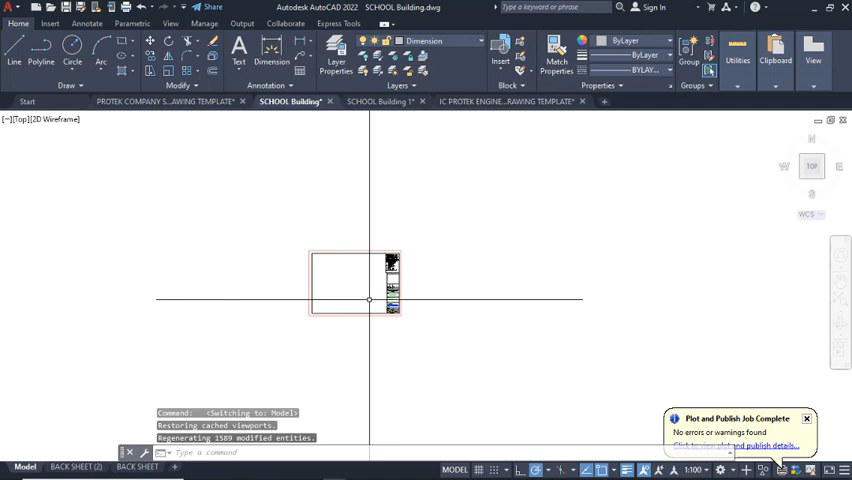 Share
Autodesk AutoCAD 2022
SCHOOL Building.dwg
Type a keyword or phrase
Sign In
Home
Insert
Annotate
Parametric
View
Manage
Output
Collaborate
Express Tools
Line
Polyline
Circle
Arc
Text
Dimension
Layer
Properties
Dimension
Insert
Match
Properties
ByLayer
ByLayer
BYLAY...
Group
Utilities
Clipboard
View
Draw
Modify
Annotation
Layers
Block
Properties
Groups
Start
PROTEK COMPANY S...AWING TEMPLATE*
SCHOOL Building*
SCHOOL Building 1*
IC PROTEK ENGINE...RAWING TEMPLATE*
[−][Top][2D Wireframe]
N
W
TOP
E
S
WCS
Command:  <Switching to: Model>
Restoring cached viewports.
Regenerating 1589 modified entities.
Type a command
Plot and Publish Job Complete
No errors or warnings found
Click to view plot and publish details...
Model
BACK SHEET (2)
BACK SHEET
MODEL
1:100